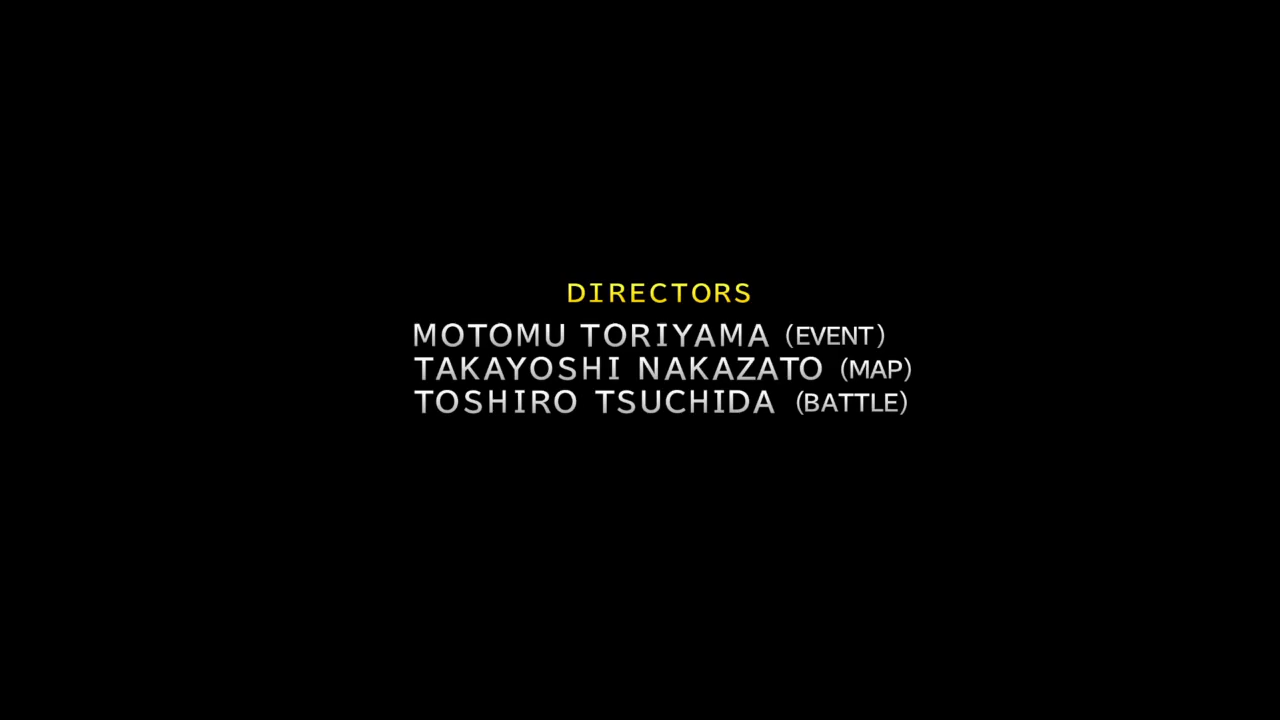 DIRECTORS
MOTOMU TORIYAMA (EVENT)
TAKAYOSHI NAKAZATO (MAP)
TOSHIRO TSUCHIDA (BATTLE)